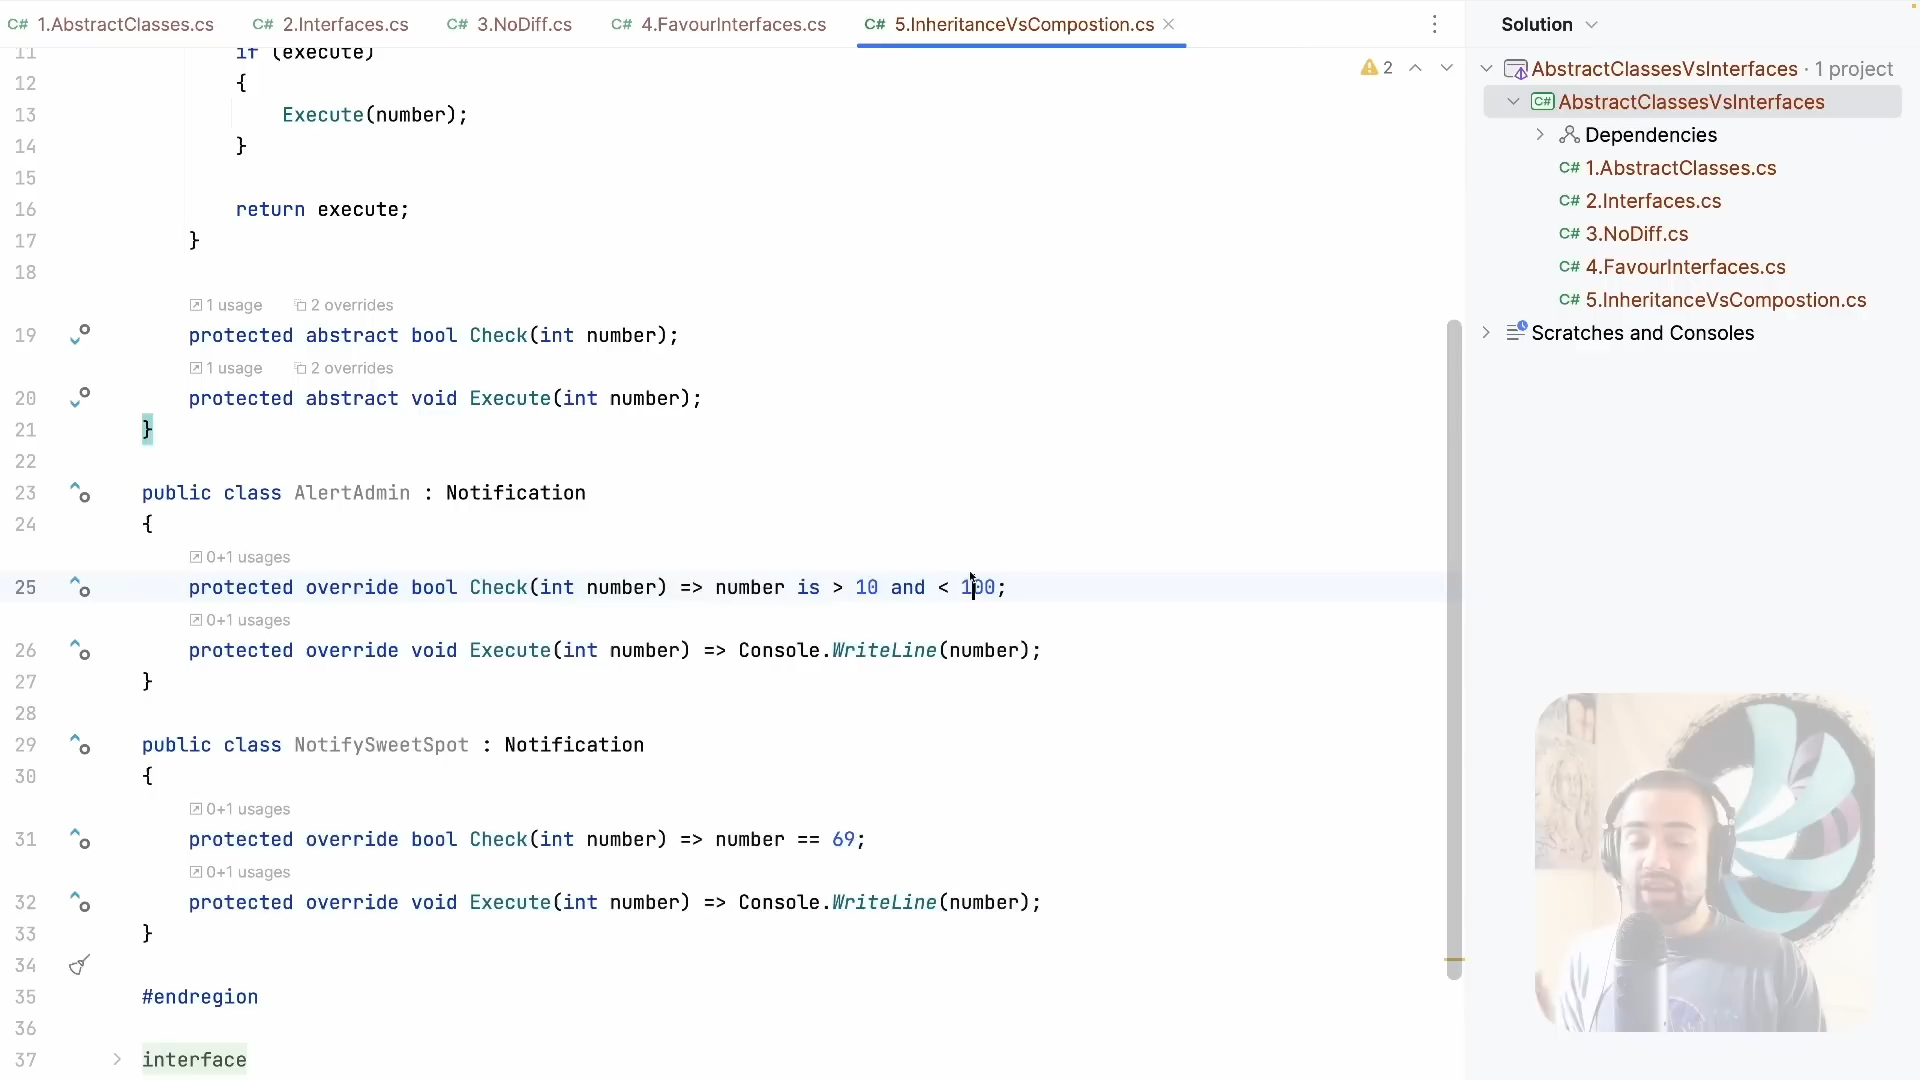 C# 1.AbstractClasses.cs C# 2.Interfaces.cs C# 3.NoDiff.cs C# 4.FavourInterfaces.cs C# 5.InheritanceVsCompostion.cs
11 if (execute)
12 {
13 Execute(number);
14 }
15
16 return execute;
17 }
18
1 usage 2 overrides
19 protected abstract bool Check(int number);
1 usage 2 overrides
20 protected abstract void Execute(int number);
21 }
22
23 public class AlertAdmin : Notification
24 {
0+1 usages
25 protected override bool Check(int number) => number is > 10 and < 100;
0+1 usages
26 protected override void Execute(int number) => Console.WriteLine(number);
27 }
28
29 public class NotifySweetSpot : Notification
30 {
0+1 usages
31 protected override bool Check(int number) => number == 69;
0+1 usages
32 protected override void Execute(int number) => Console.WriteLine(number);
33 }
34
35 #endregion
36
37 interface
2
Solution
AbstractClassesVsInterfaces · 1 project
C# AbstractClassesVsInterfaces
Dependencies
C# 1.AbstractClasses.cs
C# 2.Interfaces.cs
C# 3.NoDiff.cs
C# 4.FavourInterfaces.cs
C# 5.InheritanceVsCompostion.cs
Scratches and Consoles